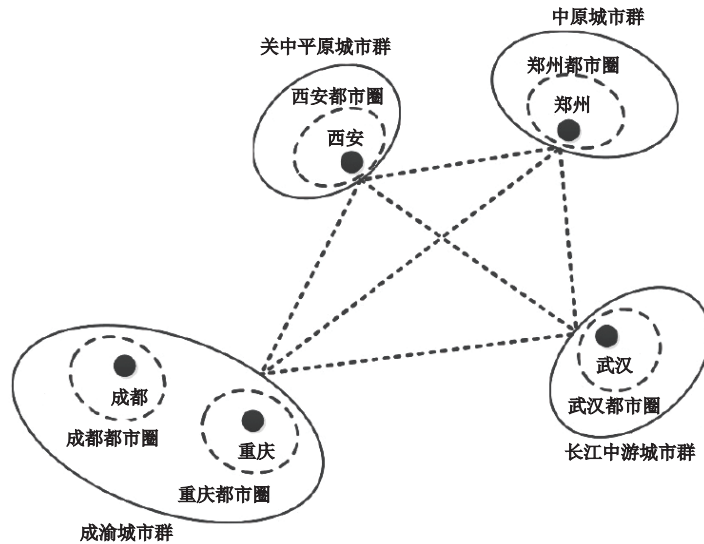 中原城市群
关中平原城市群
郑州都市圈
西安都市圈
郑州
西安
武汉
成都
武汉都市圈
成都都市圈
重庆
长江中游城市群
重庆都市圈
成渝城市群